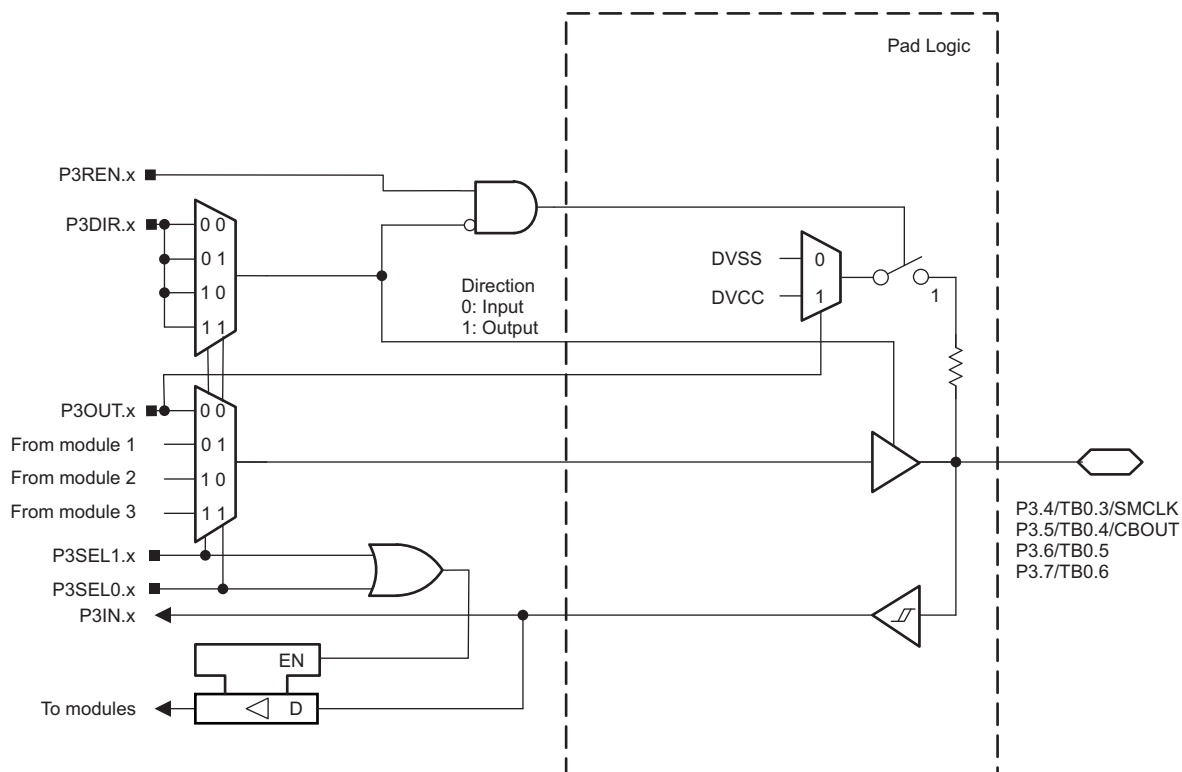 Pad Logic
P3REN.x
P3DIR.x
0 0
0 1
1 0
1 1
Direction
0: Input
1: Output
DVSS
DVCC
0
1
1
P3OUT.x
From module 1
From module 2
From module 3
0 0
0 1
1 0
1 1
P3SEL1.x
P3SEL0.x
P3IN.x
EN
D
To modules
P3.4/TB0.3/SMCLK
P3.5/TB0.4/CBOUT
P3.6/TB0.5
P3.7/TB0.6